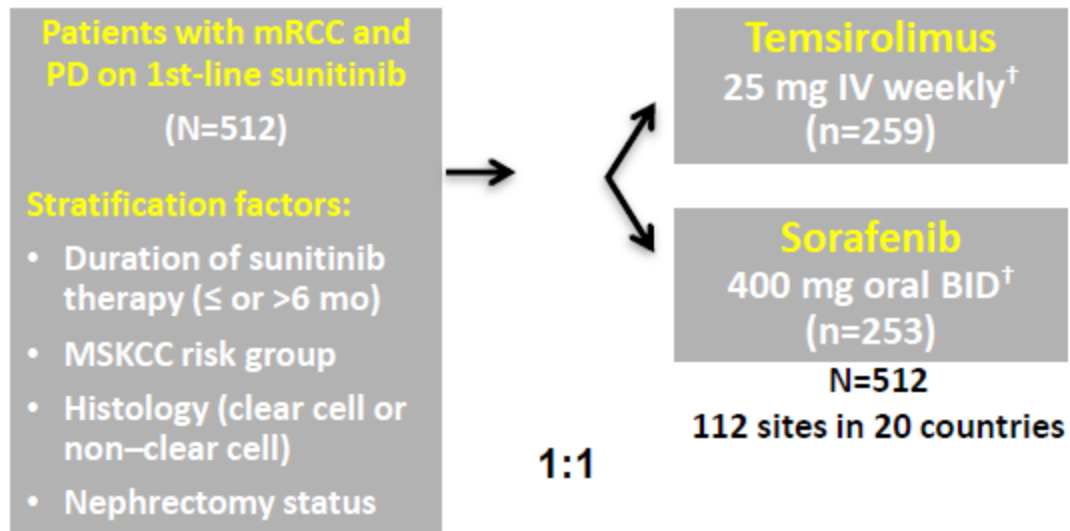 Patients with mRCC and
PD on 1st-line sunitinib
(N=512)
Stratification factors:
• Duration of sunitinib
therapy (≤ or >6 mo)
• MSKCC risk group
• Histology (clear cell or
non–clear cell)
• Nephrectomy status
1:1
Temsirolimus
25 mg IV weekly†
(n=259)
Sorafenib
400 mg oral BID†
(n=253)
N=512
112 sites in 20 countries